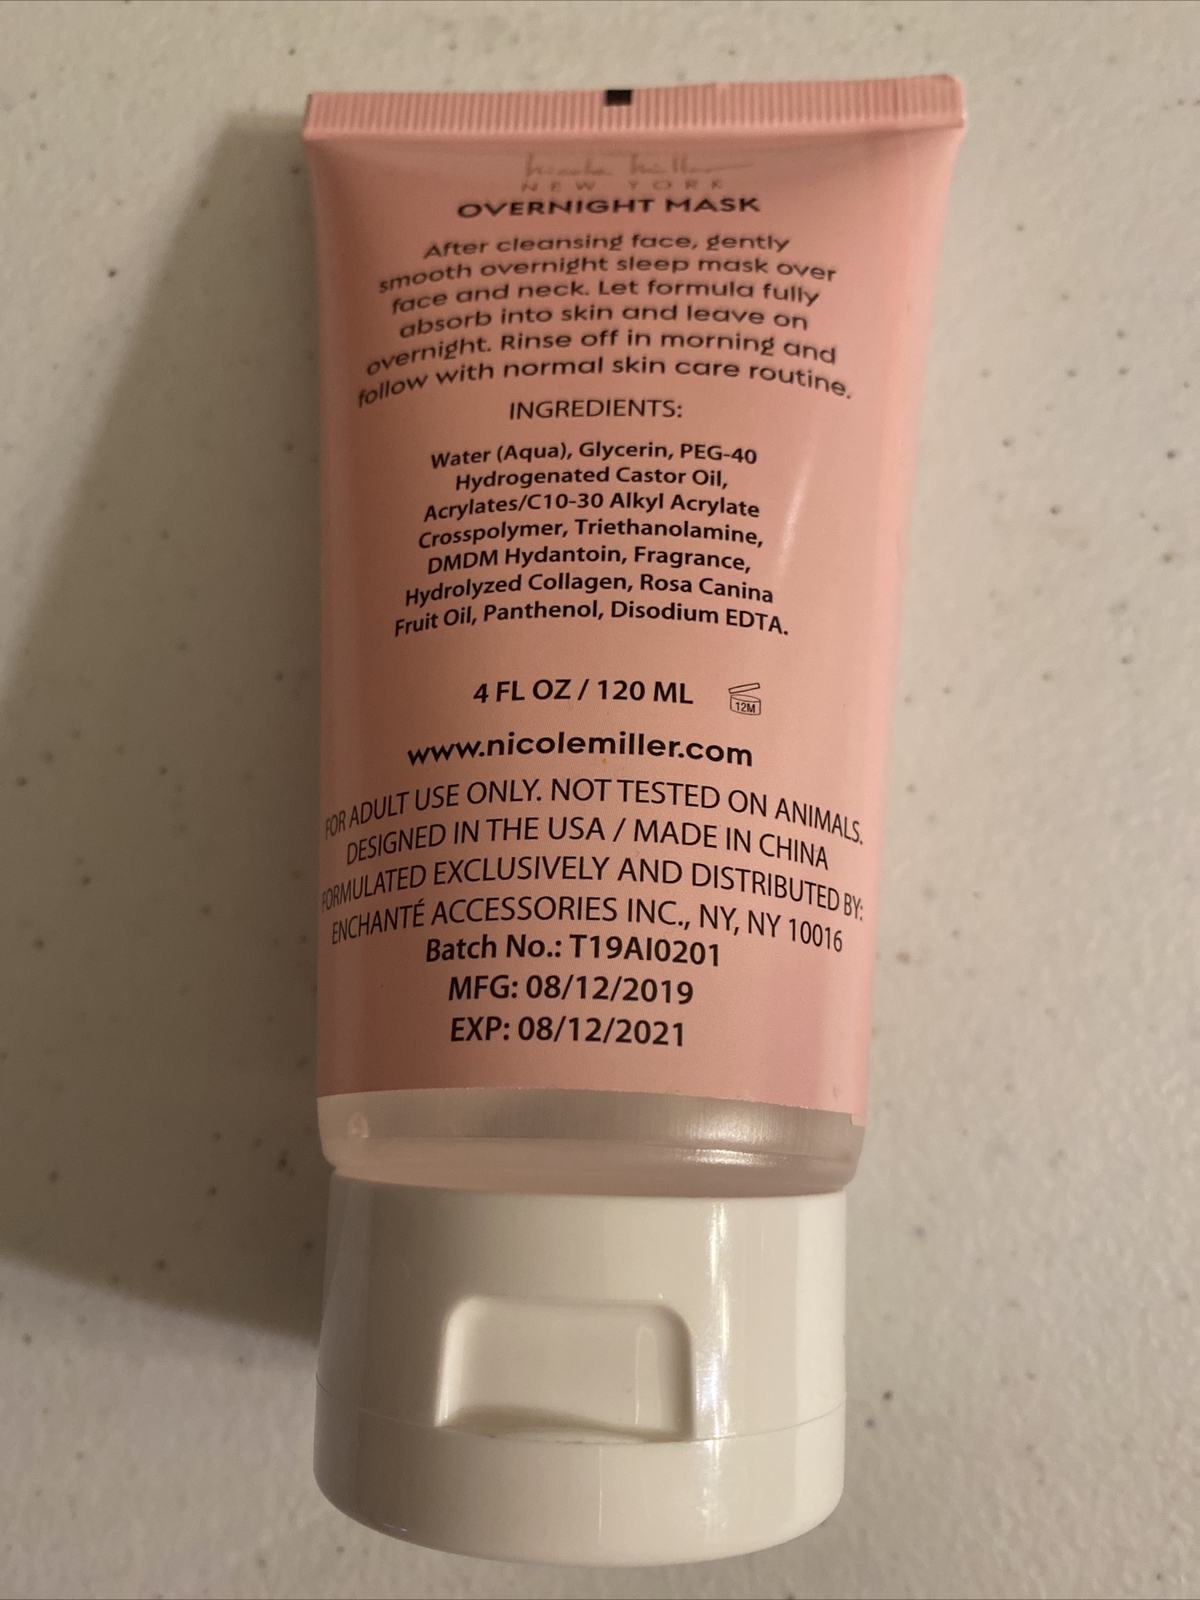 Nicole Miller
NEW YORK
OVERNIGHT MASK
After cleansing face, gently
smooth overnight sleep mask over
face and neck. Let formula fully
absorb into skin and leave on
overnight. Rinse off in morning and
follow with normal skin care routine.
INGREDIENTS:
Water (Aqua), Glycerin, PEG-40
Hydrogenated Castor Oil,
Acrylates/C10-30 Alkyl Acrylate
Crosspolymer, Triethanolamine,
DMDM Hydantoin, Fragrance,
Hydrolyzed Collagen, Rosa Canina
Fruit Oil, Panthenol, Disodium EDTA.
4 FL OZ / 120 ML 12M
www.nicolemiller.com
FOR ADULT USE ONLY. NOT TESTED ON ANIMALS.
DESIGNED IN THE USA / MADE IN CHINA
FORMULATED EXCLUSIVELY AND DISTRIBUTED BY:
ENCHANTÉ ACCESSORIES INC., NY, NY 10016
Batch No.: T19AI0201
MFG: 08/12/2019
EXP: 08/12/2021